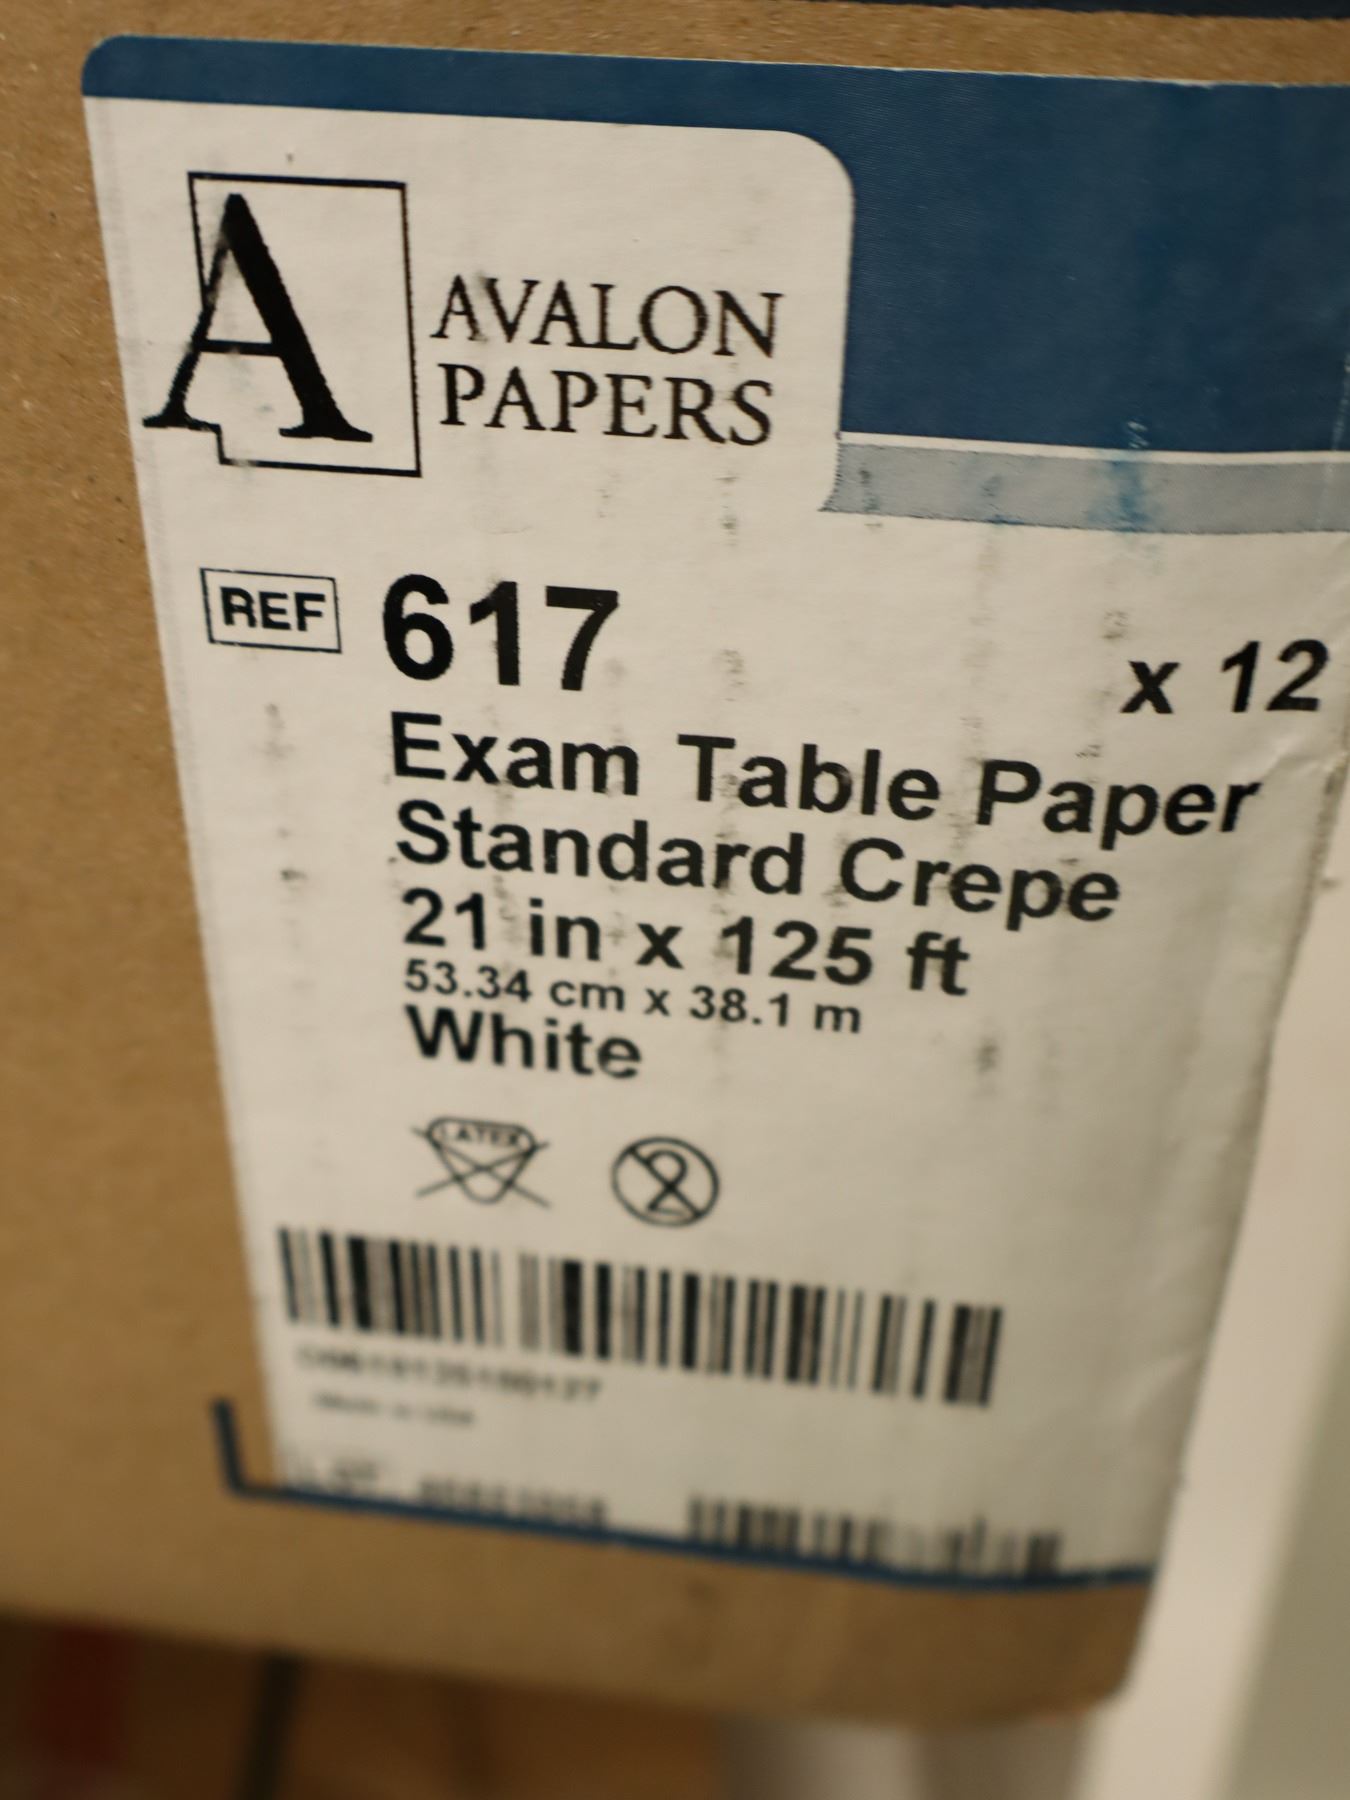 A
AVALON
PAPERS
REF 617
x 12
Exam Table Paper
Standard Crepe
21 in x 125 ft
53.34 cm x 38.1 m
White
LATEX
2